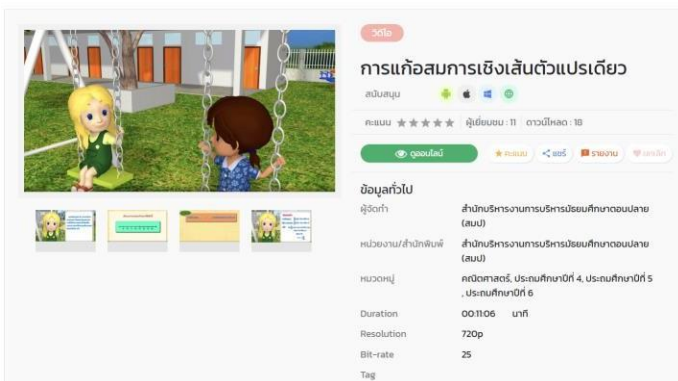 วิดีโอ
การแก้อสมการเชิงเส้นตัวแปรเดียว
สนับสนุน
คะแนน ผู้เยี่ยมชม : 11 ดาวน์โหลด : 18
ดูออนไลน์ คะแนน แชร์ รายงาน
ข้อมูลทั่วไป
ผู้จัดทำ สำนักบริหารงานการมัธยมศึกษาตอนปลาย
(สมป)
หน่วยงาน/สำนักพิมพ์ สำนักบริหารงานการมัธยมศึกษาตอนปลาย
(สมป)
หมวดหมู่ คณิตศาสตร์, ประถมศึกษาปีที่ 4, ประถมศึกษาปีที่ 5
, ประถมศึกษาปีที่ 6
Duration 00:11:06 นาที
Resolution 720p
Bit-rate 25
Tag